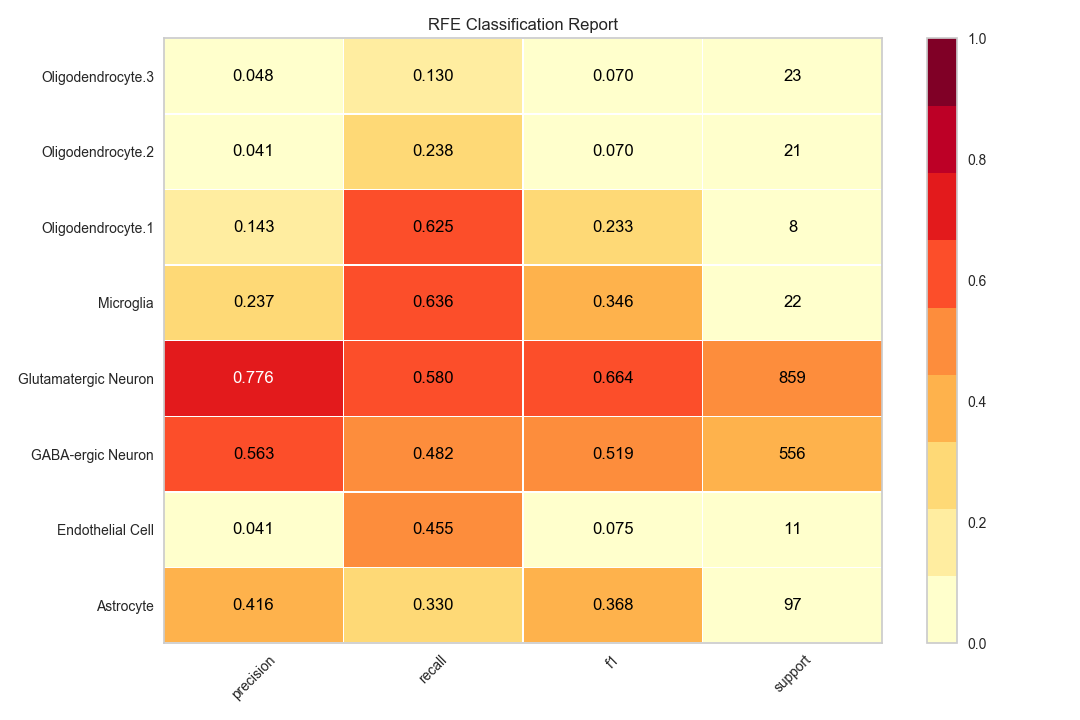 RFE Classification Report
Oligodendrocyte.3 0.048 0.130 0.070 23
Oligodendrocyte.2 0.041 0.238 0.070 21
Oligodendrocyte.1 0.143 0.625 0.233 8
Microglia 0.237 0.636 0.346 22
Glutamatergic Neuron 0.776 0.580 0.664 859
GABA-ergic Neuron 0.563 0.482 0.519 556
Endothelial Cell 0.041 0.455 0.075 11
Astrocyte 0.416 0.330 0.368 97
precision recall f1 support
1.0
0.8
0.6
0.4
0.2
0.0